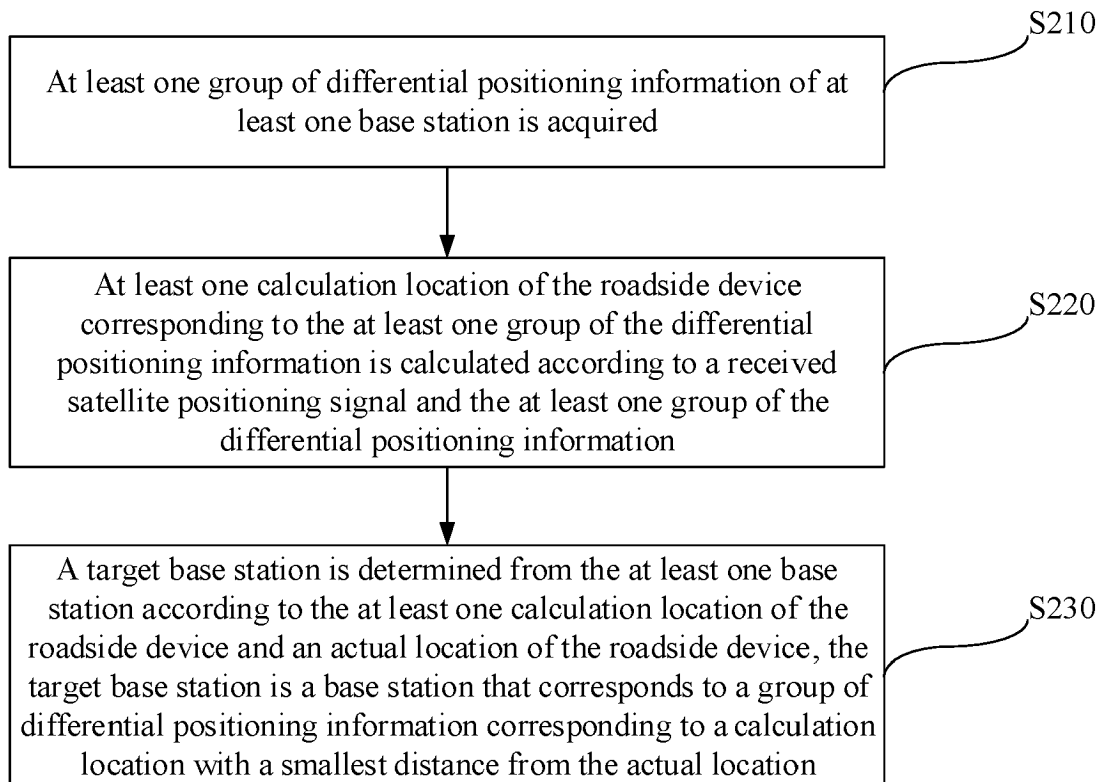 S210
At least one group of differential positioning information of at
least one base station is acquired
At least one calculation location of the roadside device
corresponding to the at least one group of the differential
positioning information is calculated according to a received
satellite positioning signal and the at least one group of the
differential positioning information
S220
A target base station is determined from the at least one base
station according to the at least one calculation location of the
roadside device and an actual location of the roadside device, the
target base station is a base station that corresponds to a group of
differential positioning information corresponding to a calculation
location with a smallest distance from the actual location
S230